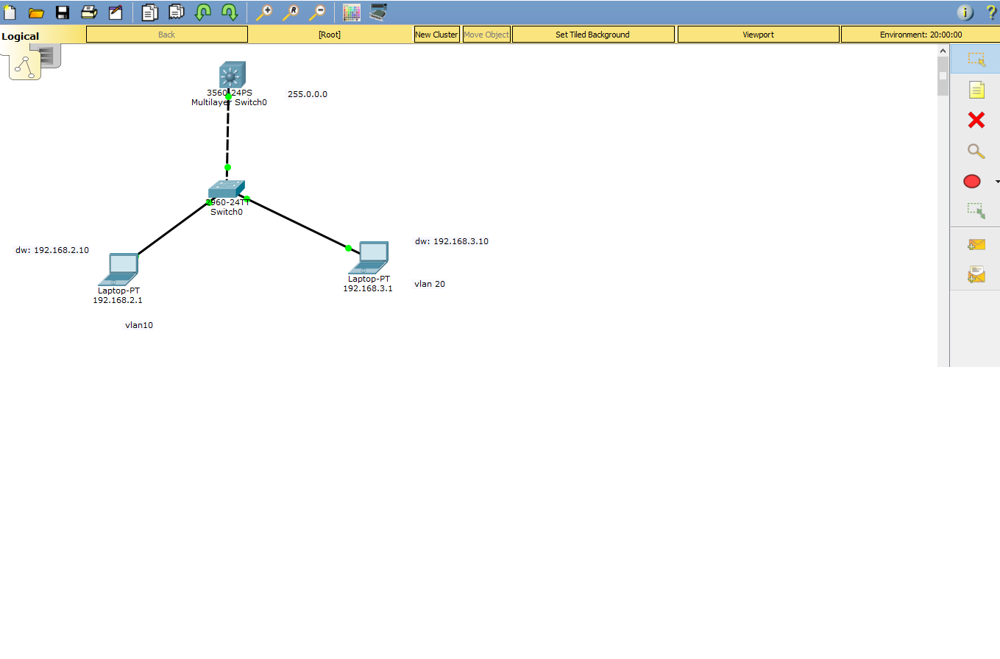 Logical
Back
[Root]
New Cluster
Move Object
Set Tiled Background
Viewport
Environment: 20:00:00
3560-24PS
Multilayer Switch0
255.0.0.0
2960-24TT
Switch0
dw: 192.168.2.10
Laptop-PT
192.168.2.1
vlan10
dw: 192.168.3.10
Laptop-PT
192.168.3.1
vlan 20